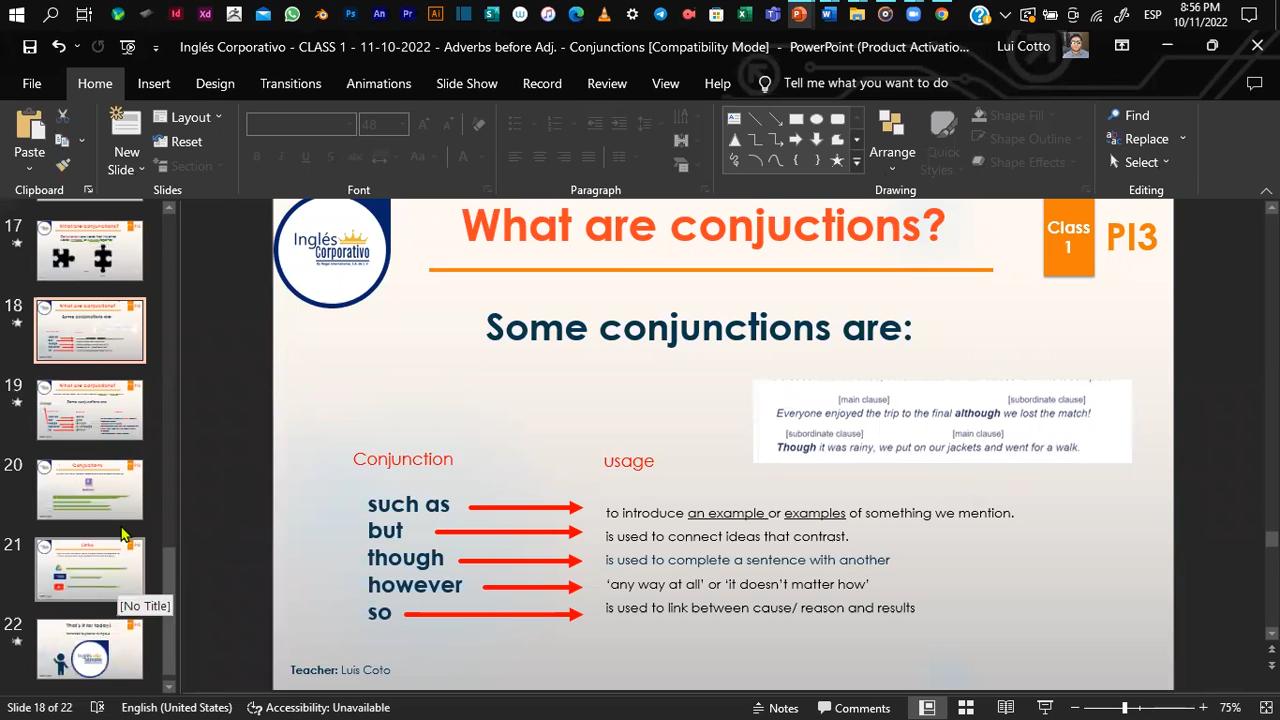 8:56 PM
ESP
10/11/2022
Inglés Corporativo - CLASS 1 - 11-10-2022 - Adverbs before Adj. - Conjunctions [Compatibility Mode] - PowerPoint (Product Activatio...
Lui Cotto
File
Home
Insert
Design
Transitions
Animations
Slide Show
Record
Review
View
Help
Tell me what you want to do
Paste
New
Slide
Layout
Reset
Section
48
Arrange
Quick
Styles
Shape Fill
Shape Outline
Shape Effects
Find
Replace
Select
Clipboard
Slides
Font
Paragraph
Drawing
Editing
17
18
19
20
21
22
[No Title]
Inglés
Corporativo
What are conjuctions?
Class
1
PI3
Some conjunctions are:
[main clause] [subordinate clause]
Everyone enjoyed the trip to the final although we lost the match!
[subordinate clause] [main clause]
Though it was rainy, we put on our jackets and went for a walk.
Conjunction usage
such as to introduce an example or examples of something we mention.
but is used to connect ideas that contrast.
though is used to complete a sentence with another
however ‘any way at all’ or ‘it doesn’t matter how’
so is used to link between cause/ reason and results
Teacher: Luis Coto
Slide 18 of 22
English (United States)
Accessibility: Unavailable
Notes
Comments
75%